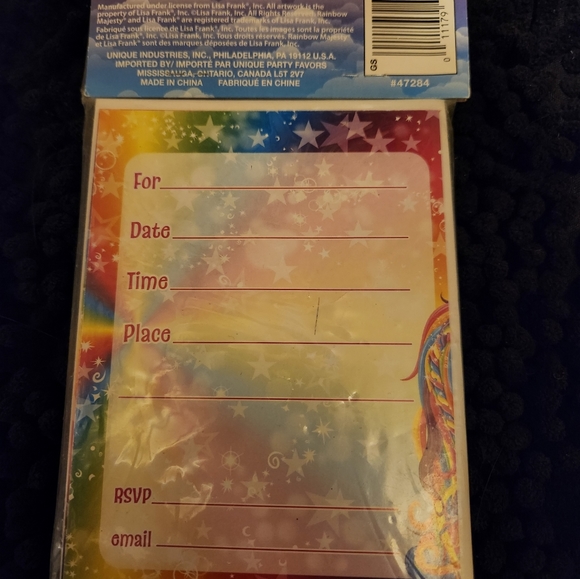 Manufactured under license from Lisa Frank®, Inc. All artwork is the
property of Lisa Frank®, Inc. ©Lisa Frank, Inc. All Rights Reserved. Rainbow
Majesty® and Lisa Frank® are registered trademarks of Lisa Frank, Inc.
Fabriqué sous licence de Lisa Frank®, Inc. Toutes les images sont la propriété
de Lisa Frank®, Inc. ©Lisa Frank, Inc. Tous droits réservés. Rainbow Majesty®
et Lisa Frank® sont des marques déposées de Lisa Frank, Inc.
UNIQUE INDUSTRIES, INC., PHILADELPHIA, PA 19112 U.S.A.
IMPORTED BY/ IMPORTÉ PAR UNIQUE PARTY FAVORS
MISSISSAUGA, ONTARIO, CANADA L5T 2V7
MADE IN CHINA FABRIQUÉ EN CHINE
GS
0 11179
#47284
For
Date
Time
Place
RSVP
email